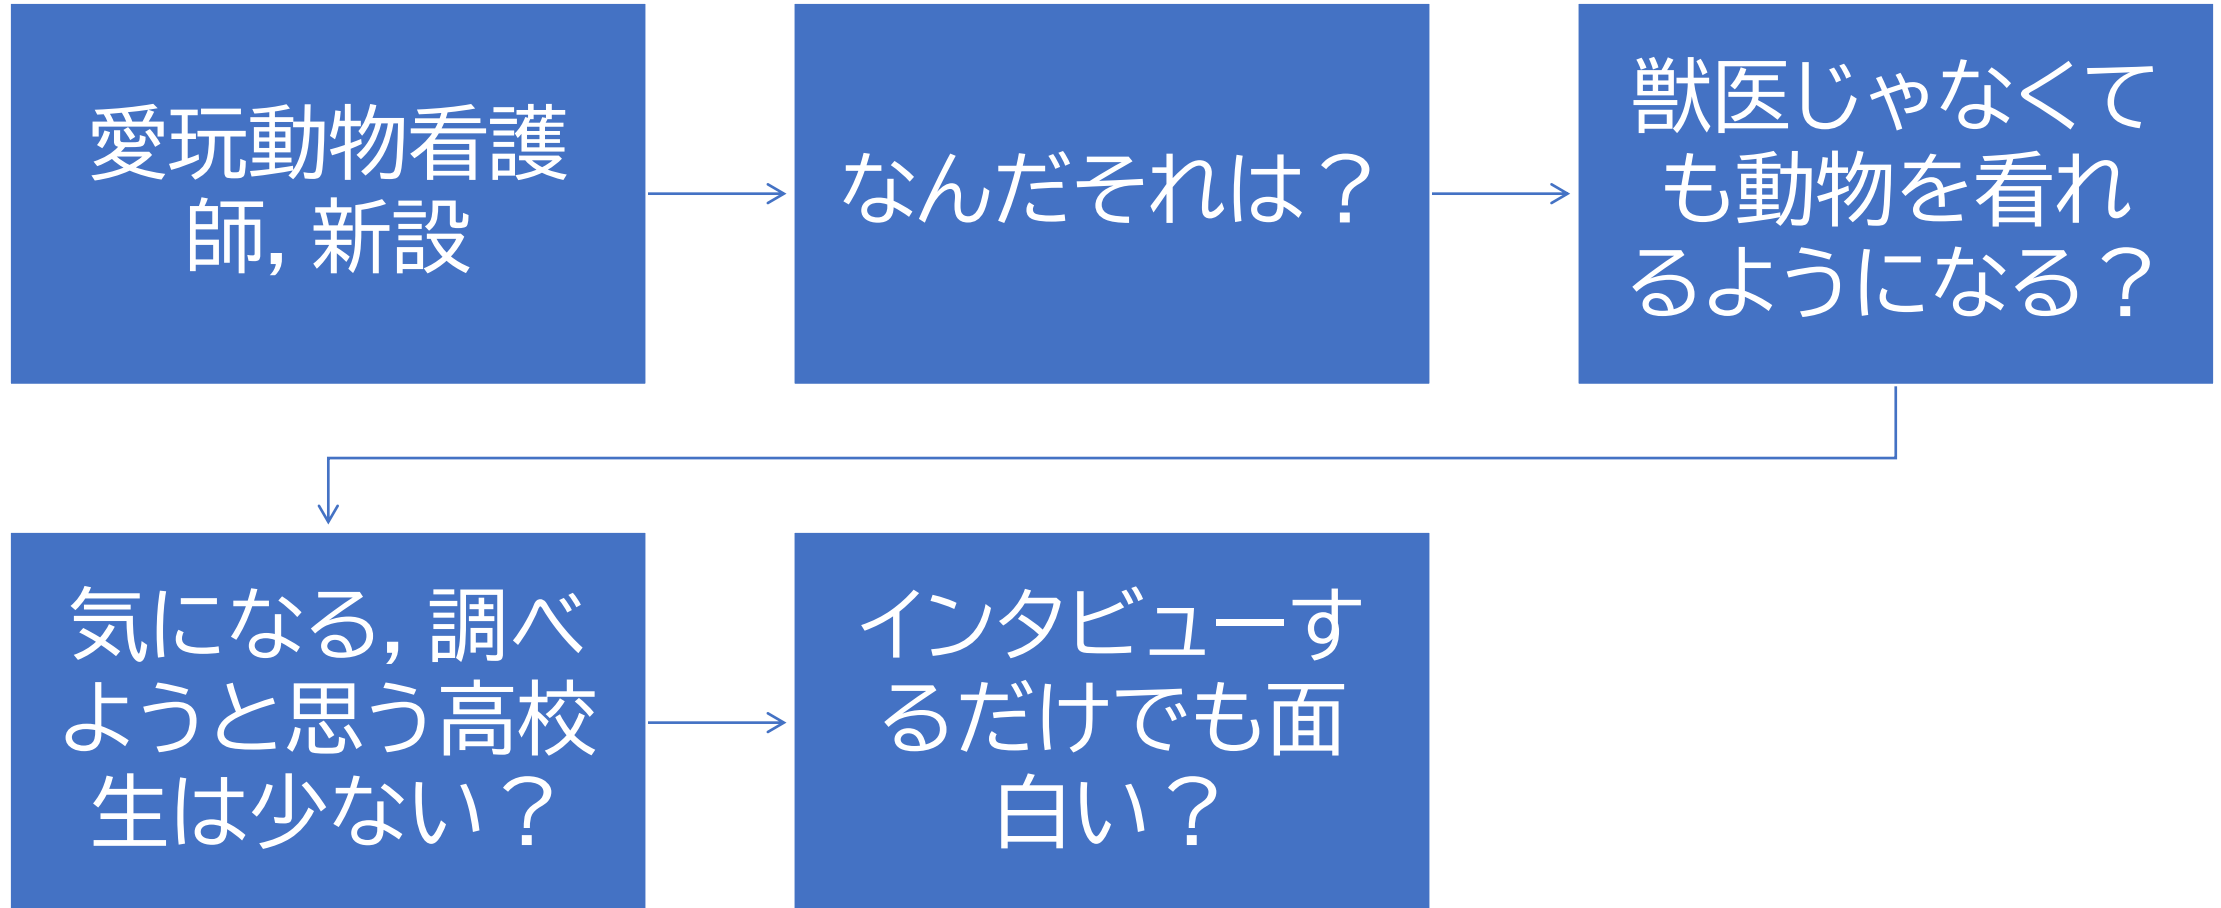 愛玩動物看護
師, 新設
なんだそれは？
獣医じゃなくて
も動物を看れ
るようになる？
気になる, 調べ
ようと思う高校
生は少ない？
インタビューす
るだけでも面
白い？